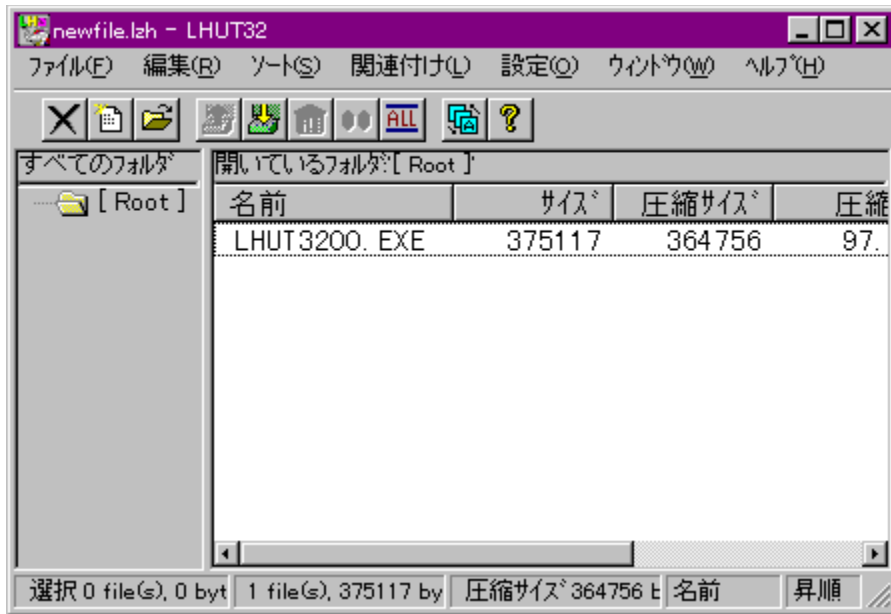 newfile.lzh - LHUT32
ﾌｧｲﾙ(F) 編集(R) ｿｰﾄ(S) 関連付け(L) 設定(O) ｳｨﾝﾄﾞｳ(W) ﾍﾙﾌﾟ(H)
ALL A ?
すべてのﾌｫﾙﾀﾞ 開いているﾌｫﾙﾀﾞ:'[ Root ]'
[ Root ] 名前 ｻｲｽﾞ 圧縮ｻｲｽﾞ 圧縮
LHUT3200. EXE 375117 364756 97.
選択 0 file(s), 0 byt 1 file(s), 375117 by 圧縮ｻｲｽﾞ 364756 b 名前 昇順